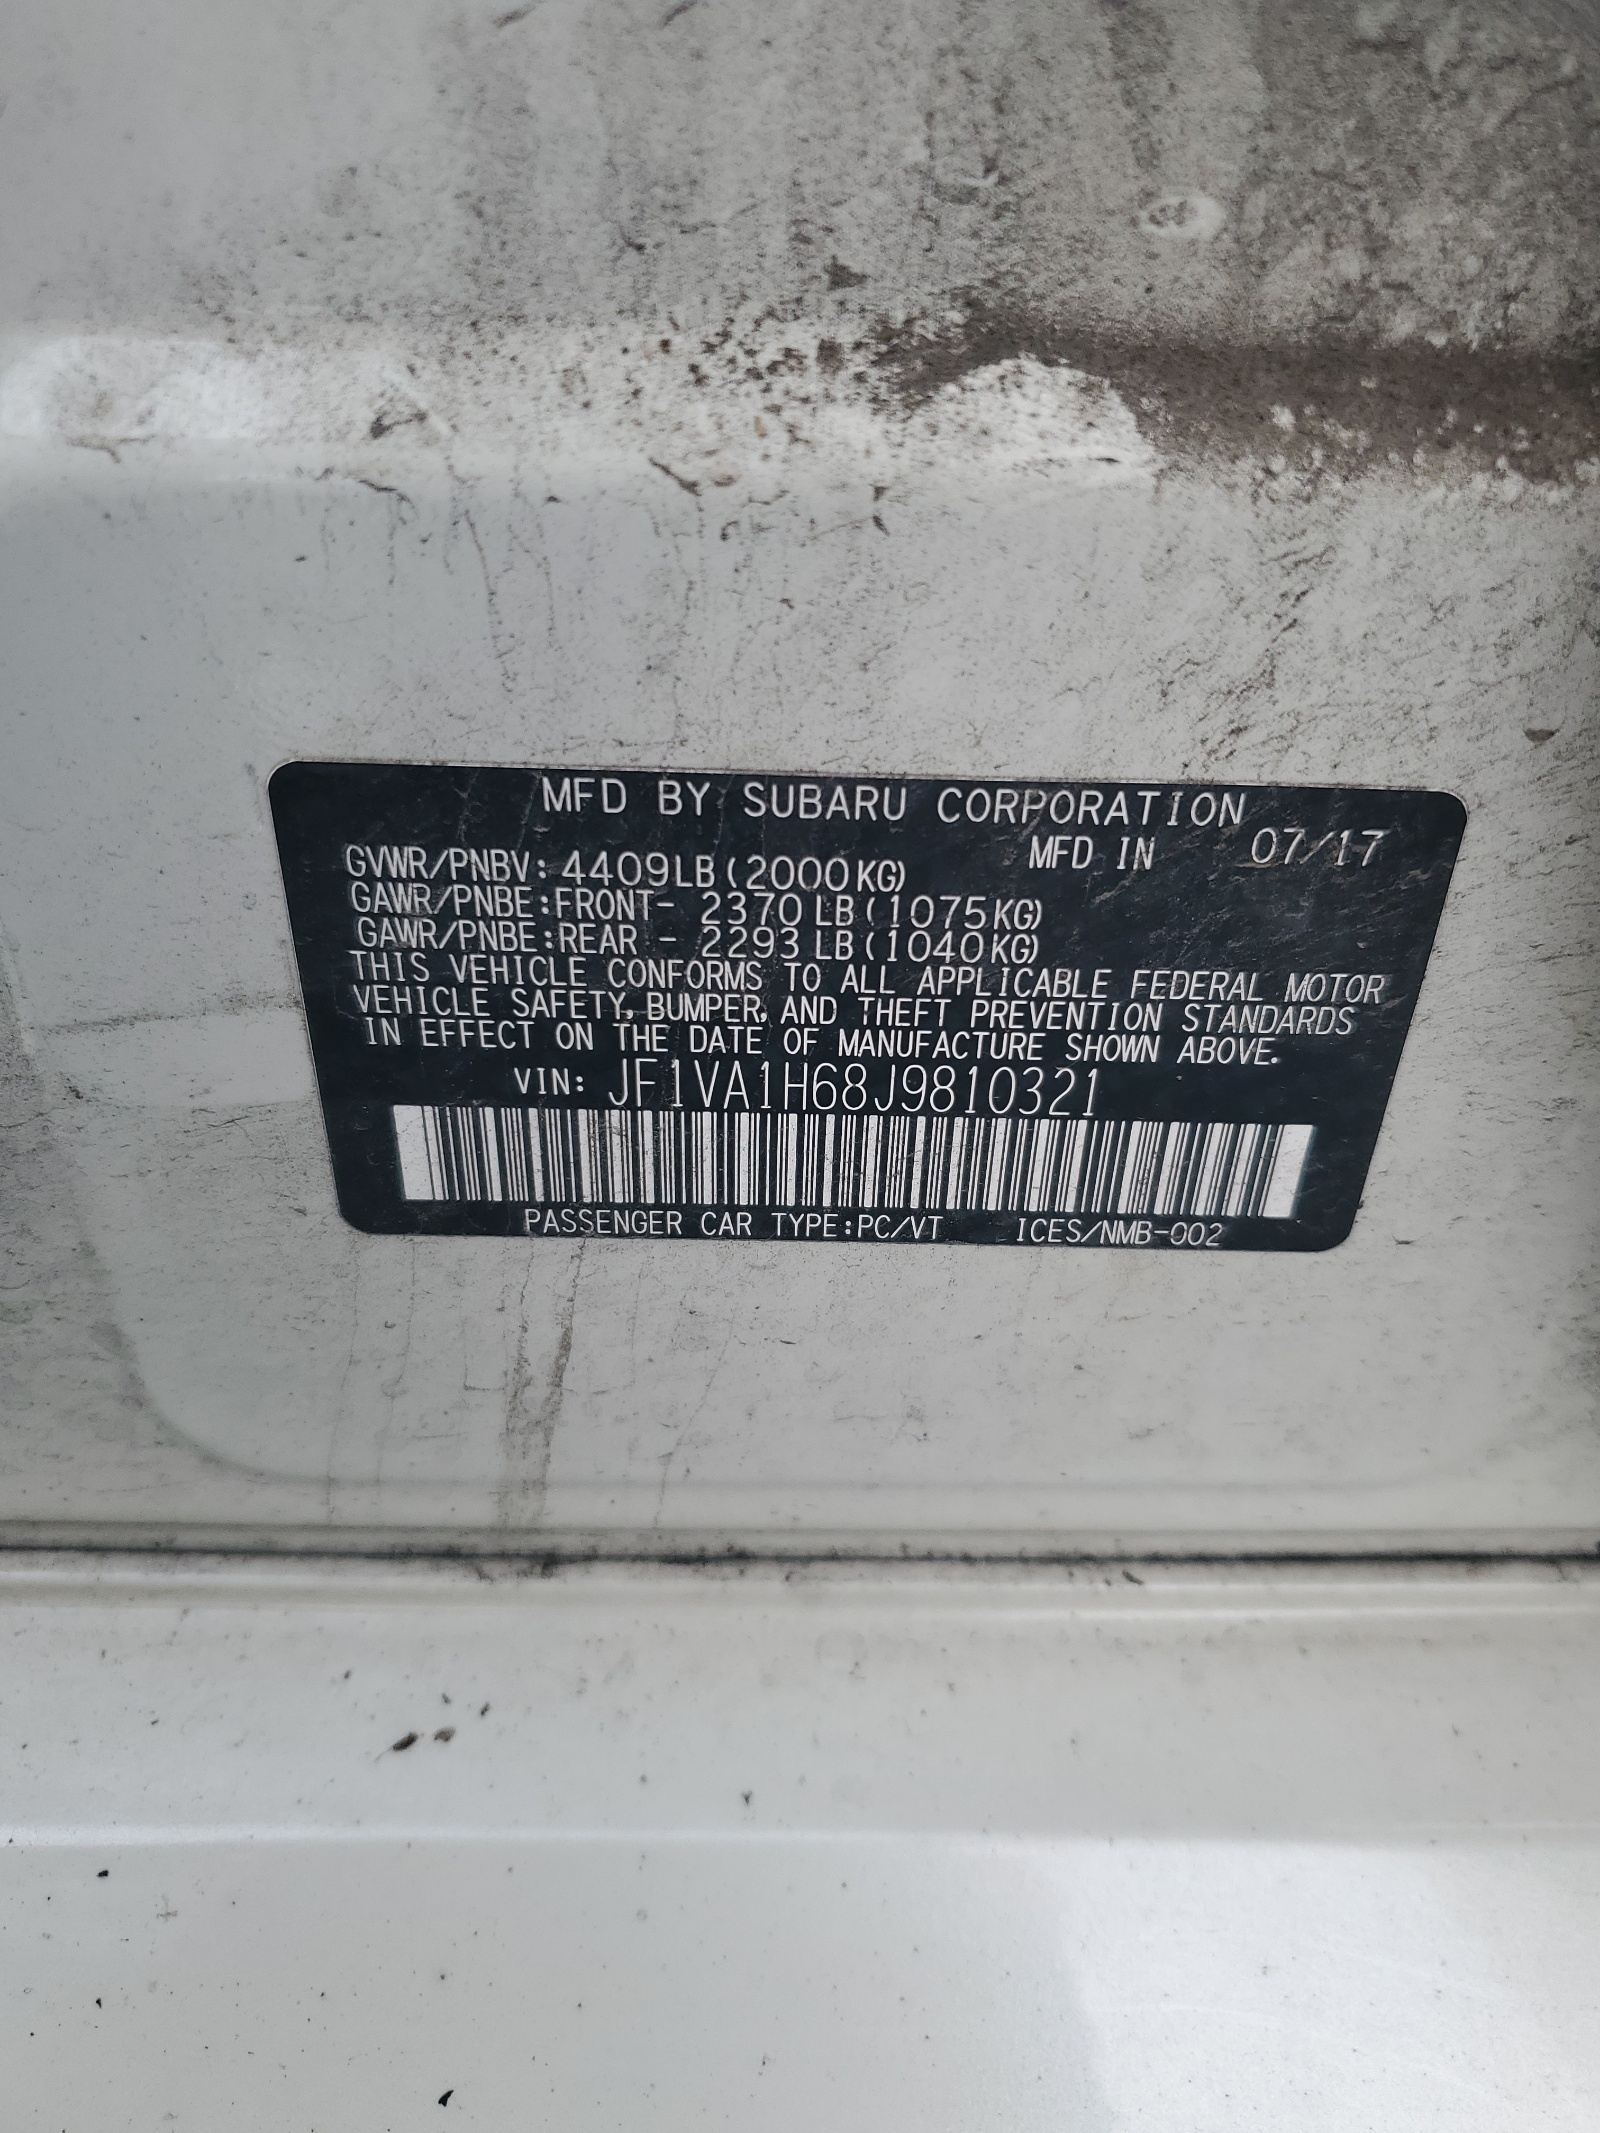 MFD BY SUBARU CORPORATION
MFD IN 07/17
GVWR/PNBV: 4409LB(2000KG)
GAWR/PNBE:FRONT- 2370LB(1075KG)
GAWR/PNBE:REAR - 2293LB(1040KG)
THIS VEHICLE CONFORMS TO ALL APPLICABLE FEDERAL MOTOR
VEHICLE SAFETY, BUMPER, AND THEFT PREVENTION STANDARDS
IN EFFECT ON THE DATE OF MANUFACTURE SHOWN ABOVE.
VIN: JF1VA1H68J9810321
PASSENGER CAR TYPE:PC/VT ICES/NMB-002